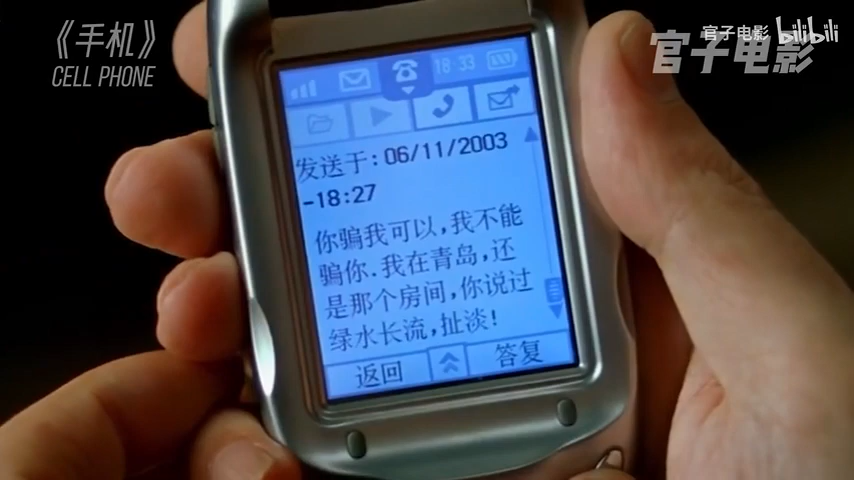 《手机》
CELL PHONE
官子电影 bilibili
官子电影
18:33
发送于:06/11/2003
-18:27
你骗我可以,我不能
骗你.我在青岛,还
是那个房间,你说过
绿水长流,扯淡!
返回 答复